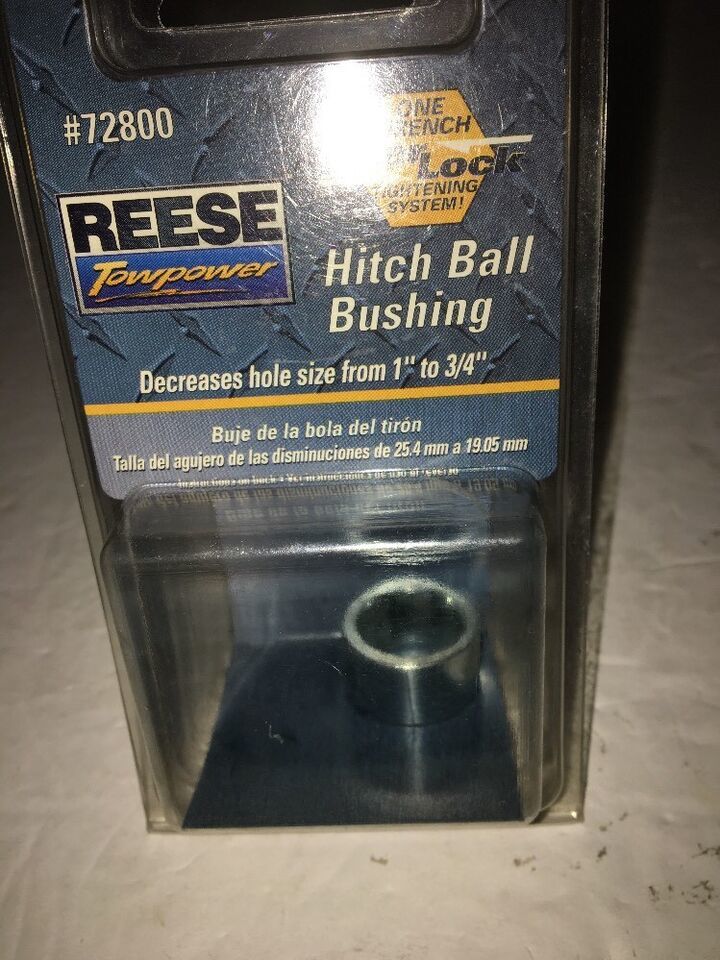 #72800
ONE
Lock
TIGHTENING
SYSTEM!
REESE
Towpower
Hitch Ball
Bushing
Decreases hole size from 1" to 3/4"
Buje de la bola del tirón
Talla del agujero de las disminuciones de 25.4 mm a 19.05 mm